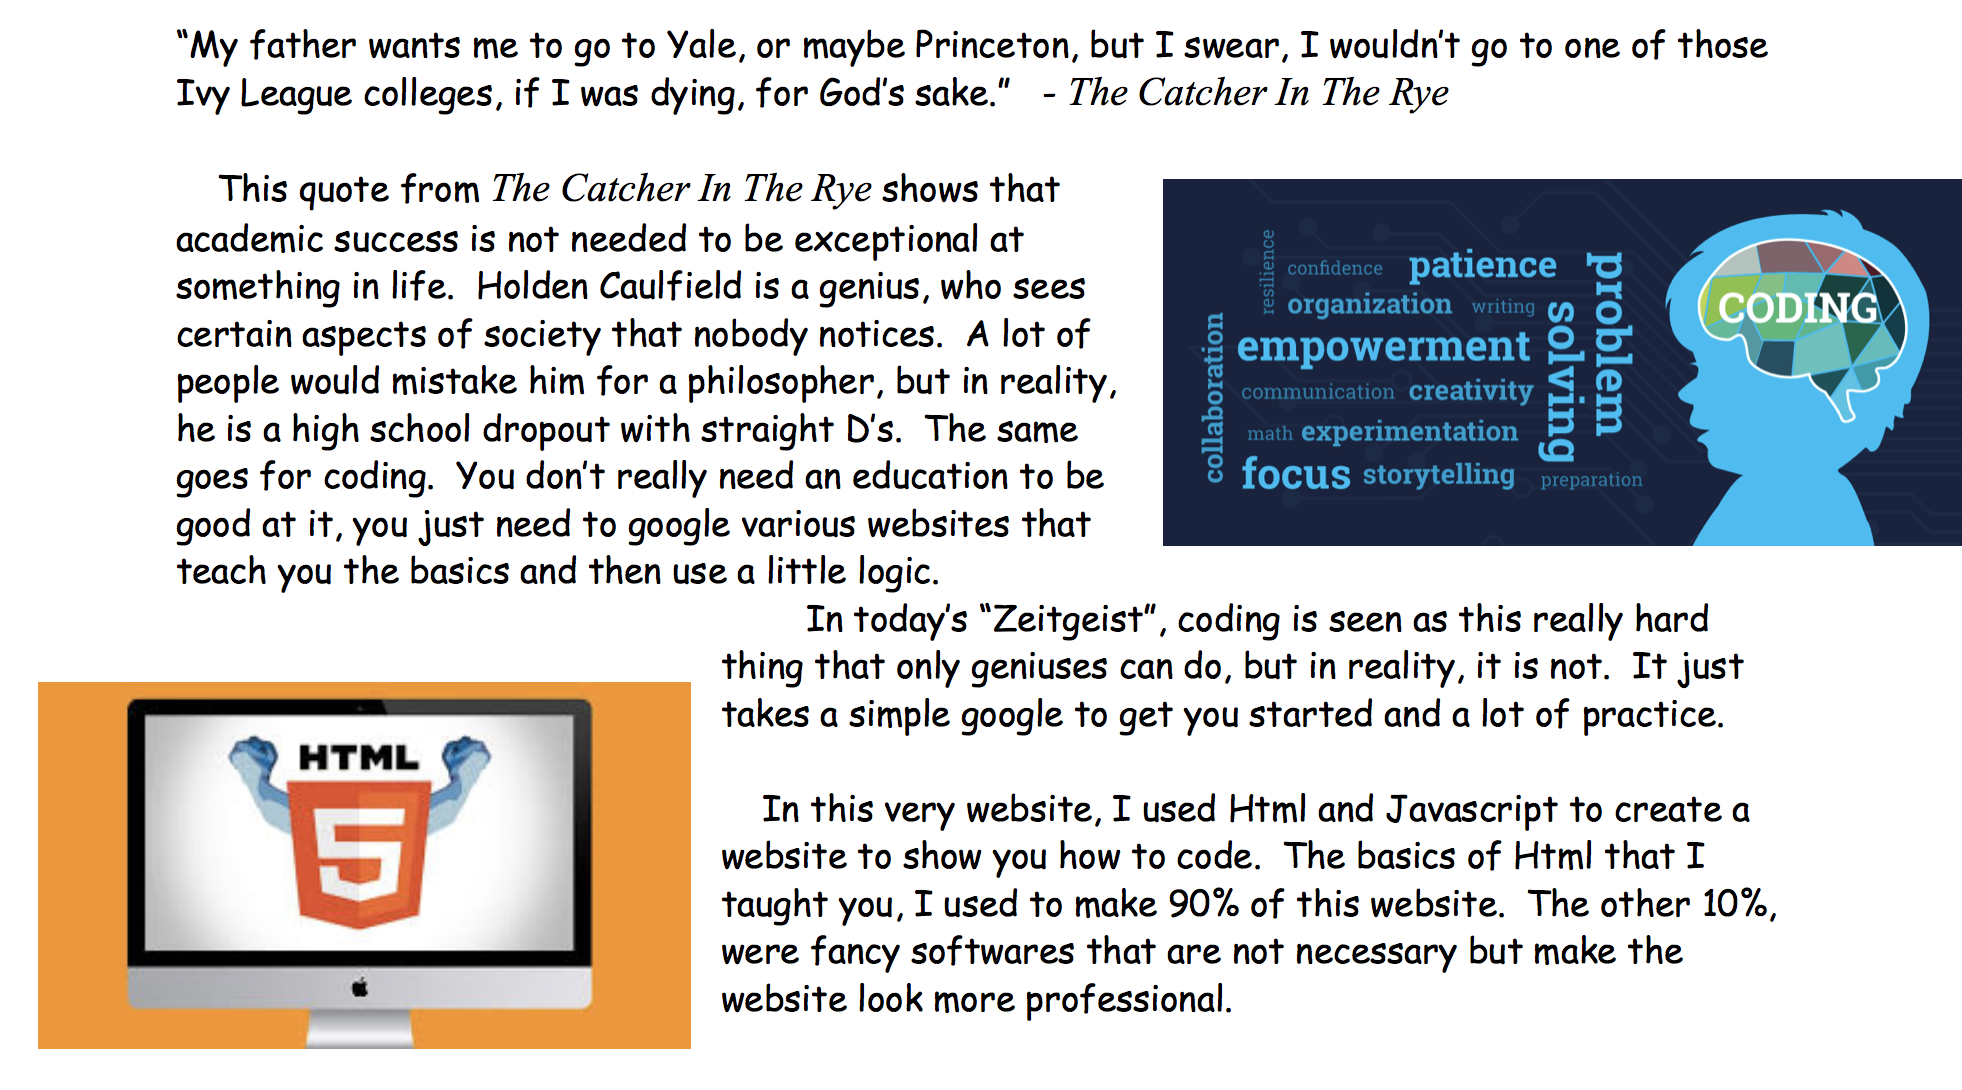 “My father wants me to go to Yale, or maybe Princeton, but I swear, I wouldn’t go to one of those
Ivy League colleges, if I was dying, for God’s sake.”   - The Catcher In The Rye
This quote from The Catcher In The Rye shows that
academic success is not needed to be exceptional at
something in life.  Holden Caulfield is a genius, who sees
certain aspects of society that nobody notices.  A lot of
people would mistake him for a philosopher, but in reality,
he is a high school dropout with straight D’s.  The same
goes for coding.  You don’t really need an education to be
good at it, you just need to google various websites that
teach you the basics and then use a little logic.
collaboration
resilience
confidence
patience
organization
writing
empowerment
communication
creativity
math
experimentation
focus
storytelling
solving
problem
preparation
CODING
In today’s “Zeitgeist”, coding is seen as this really hard
thing that only geniuses can do, but in reality, it is not.  It just
takes a simple google to get you started and a lot of practice.
HTML
5
In this very website, I used Html and Javascript to create a
website to show you how to code.  The basics of Html that I
taught you, I used to make 90% of this website.  The other 10%,
were fancy softwares that are not necessary but make the
website look more professional.